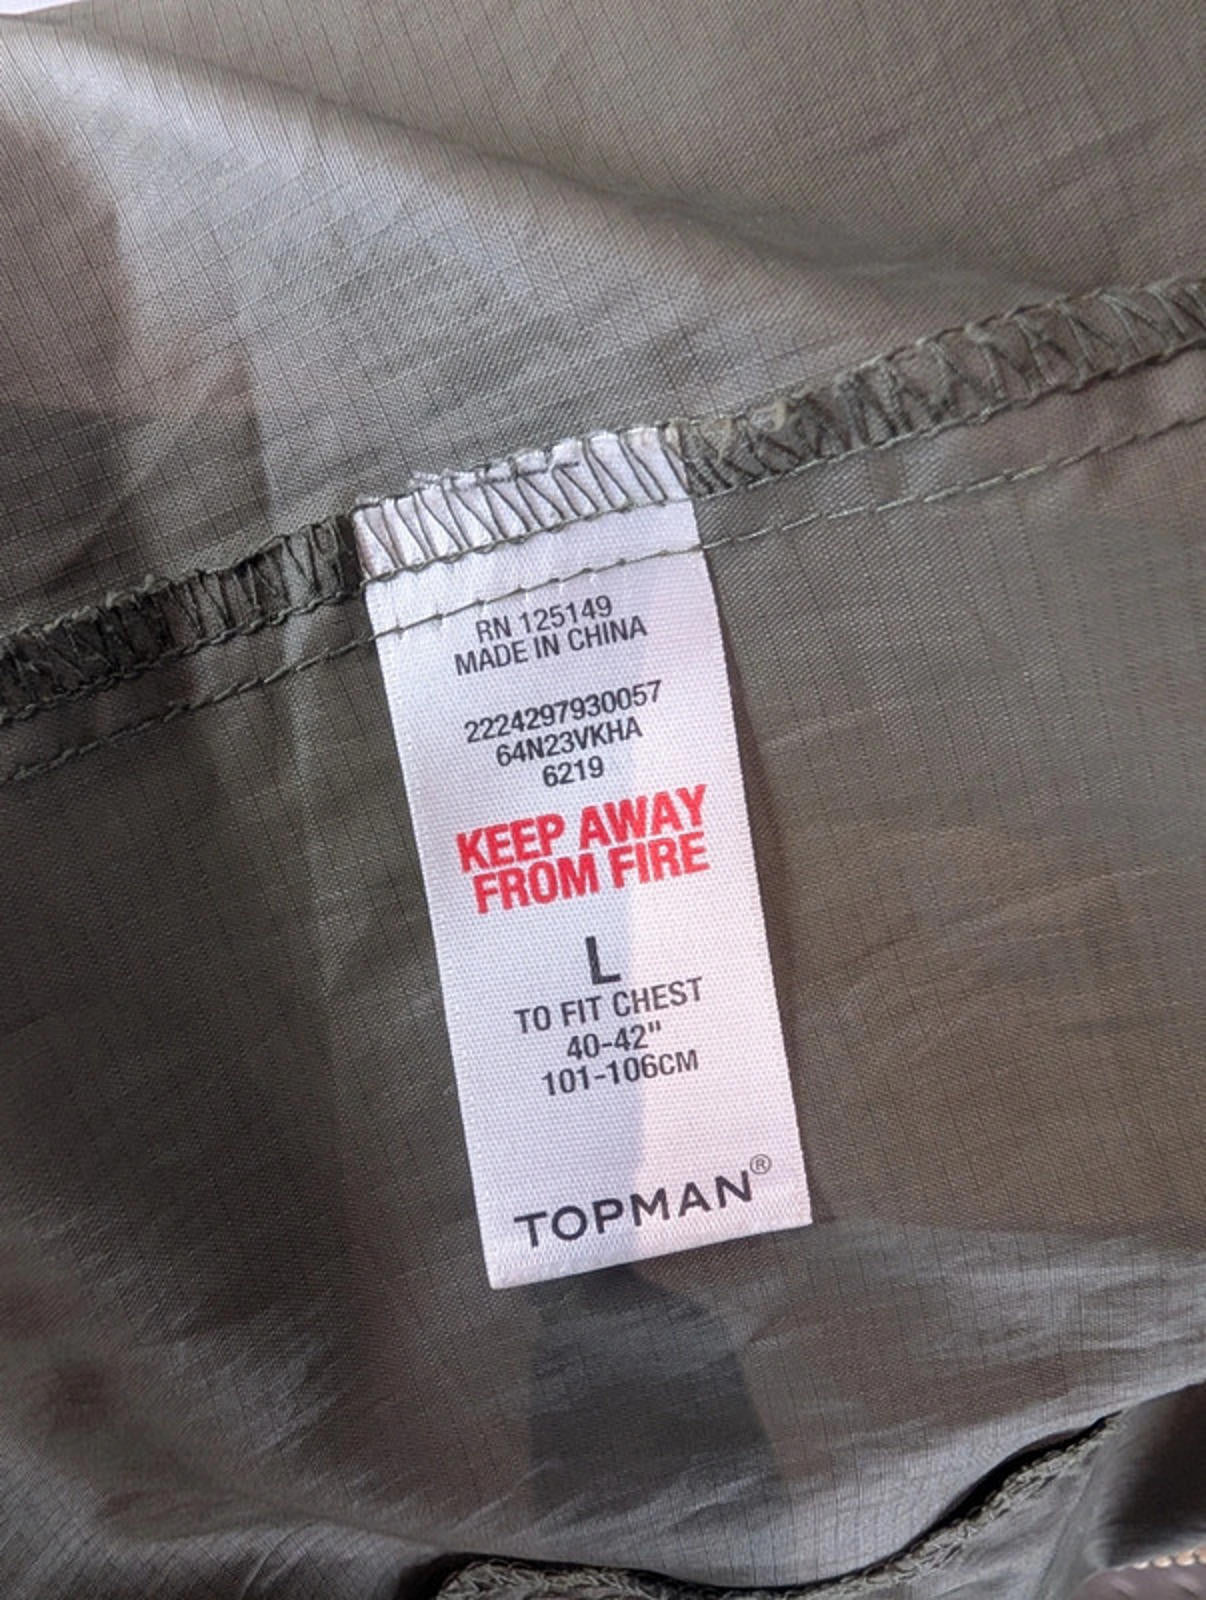 RN 125149
MADE IN CHINA
2224297930057
64N23VKHA
6219
KEEP AWAY
FROM FIRE
L
TO FIT CHEST
40-42"
101-106CM
TOPMAN®